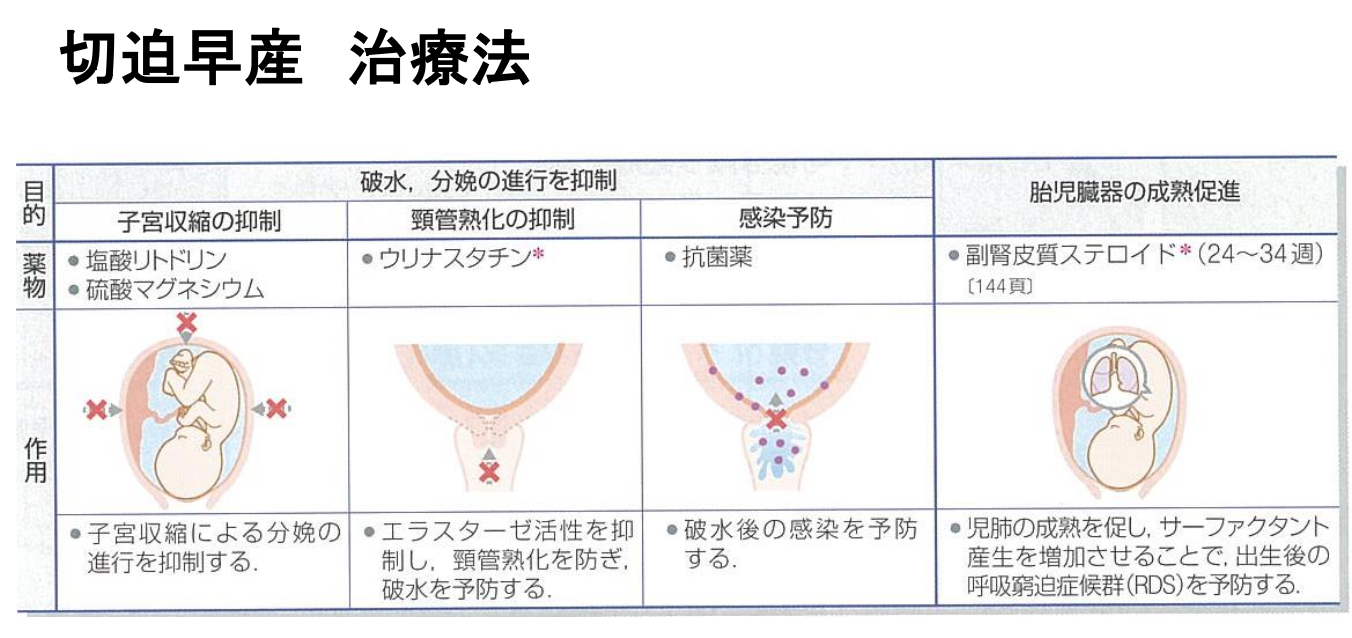 切迫早産　治療法
目的
破水，分娩の進行を抑制
胎児臓器の成熟促進
子宮収縮の抑制
頸管熟化の抑制
感染予防
薬物
●塩酸リトドリン
●硫酸マグネシウム
●ウリナスタチン*
●抗菌薬
●副腎皮質ステロイド*（24～34週）
〔144頁〕
作用
●子宮収縮による分娩の
進行を抑制する．
●エラスターゼ活性を抑
制し，頸管熟化を防ぎ，
破水を予防する．
●破水後の感染を予防
する．
●児肺の成熟を促し，サーファクタント
産生を増加させることで，出生後の
呼吸窮迫症候群(RDS)を予防する．